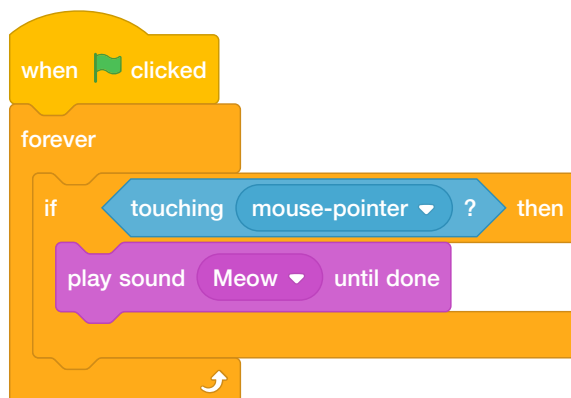 when clicked
forever
if touching mouse-pointer ? then
play sound Meow until done